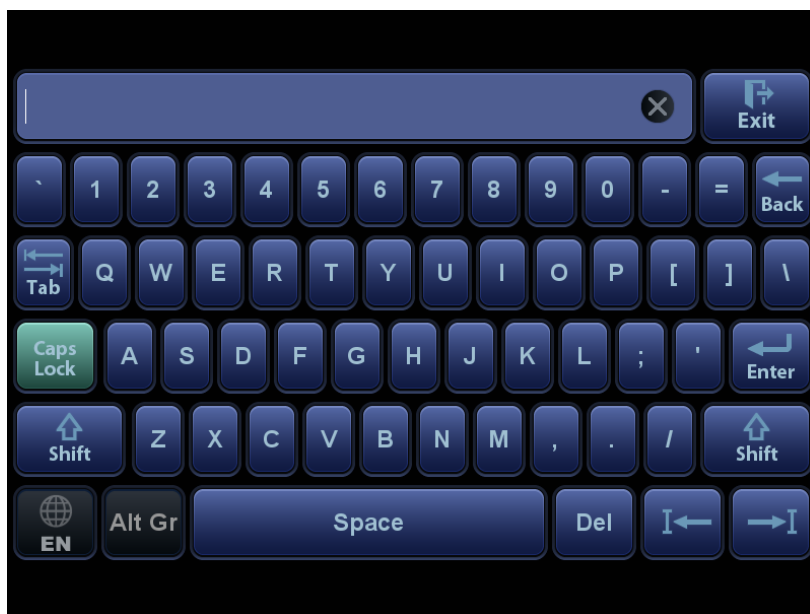 Exit
` 1 2 3 4 5 6 7 8 9 0 - = Back
Tab Q W E R T Y U I O P [ ] \
Caps Lock A S D F G H J K L ; ' Enter
Shift Z X C V B N M , . / Shift
EN Alt Gr Space Del